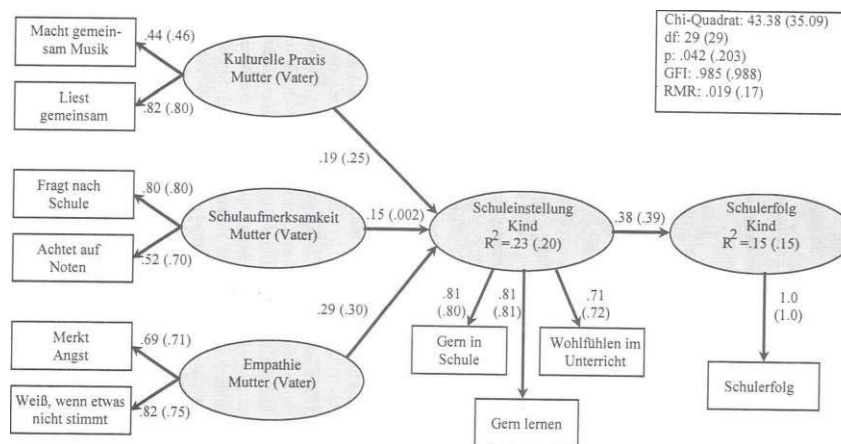 Macht gemein-
sam Musik
.44 (.46)
Liest
gemeinsam
.82 (.80)
Kulturelle Praxis
Mutter (Vater)
Chi-Quadrat: 43.38 (35.09)
df: 29 (29)
p: .042 (.203)
GFI: .985 (.988)
RMR: .019 (.17)
.19 (.25)
Fragt nach
Schule
.80 (.80)
Achtet auf
Noten
.52 (.70)
Schulaufmerksamkeit
Mutter (Vater)
.15 (.002)
Schuleinstellung
Kind
R²=.23 (.20)
.38 (.39)
Schulerfolg
Kind
R²=.15 (.15)
.29 (.30)
Merkt
Angst
.69 (.71)
Weiß, wenn etwas
nicht stimmt
.82 (.75)
Empathie
Mutter (Vater)
.81
(.80)
.81
(.81)
.71
(.72)
1.0
(1.0)
Gern in
Schule
Wohlfühlen im
Unterricht
Gern lernen
Schulerfolg